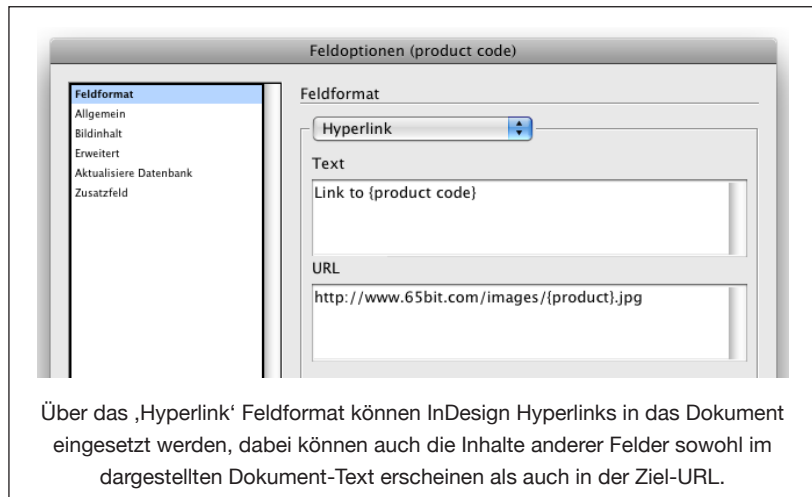 Feldoptionen (product code)
Feldformat
Allgemein
Bildinhalt
Erweitert
Aktualisiere Datenbank
Zusatzfeld
Feldformat
Hyperlink
Text
Link to {product code}
URL
http://www.65bit.com/images/{product}.jpg
Über das ‚Hyperlink‘ Feldformat können InDesign Hyperlinks in das Dokument
eingesetzt werden, dabei können auch die Inhalte anderer Felder sowohl im
dargestellten Dokument-Text erscheinen als auch in der Ziel-URL.